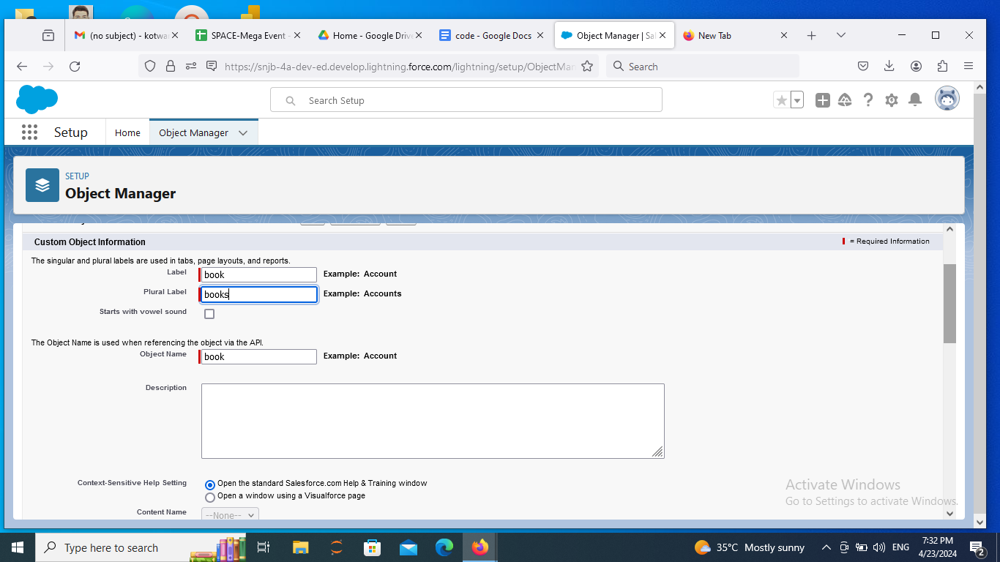 (no subject) - kotwa
SPACE-Mega Event -
Home - Google Drive
code - Google Docs
Object Manager | Sal
New Tab
https://snjb-4a-dev-ed.develop.lightning.force.com/lightning/setup/ObjectMan
Search
Search Setup
Setup
Home
Object Manager
SETUP
Object Manager
Custom Object Information
= Required Information
The singular and plural labels are used in tabs, page layouts, and reports.
Label book Example: Account
Plural Label books Example: Accounts
Starts with vowel sound
The Object Name is used when referencing the object via the API.
Object Name book Example: Account
Description
Context-Sensitive Help Setting Open the standard Salesforce.com Help & Training window
Open a window using a Visualforce page
Content Name --None--
Activate Windows
Go to Settings to activate Windows.
Type here to search
35°C Mostly sunny
ENG
7:32 PM
4/23/2024
2